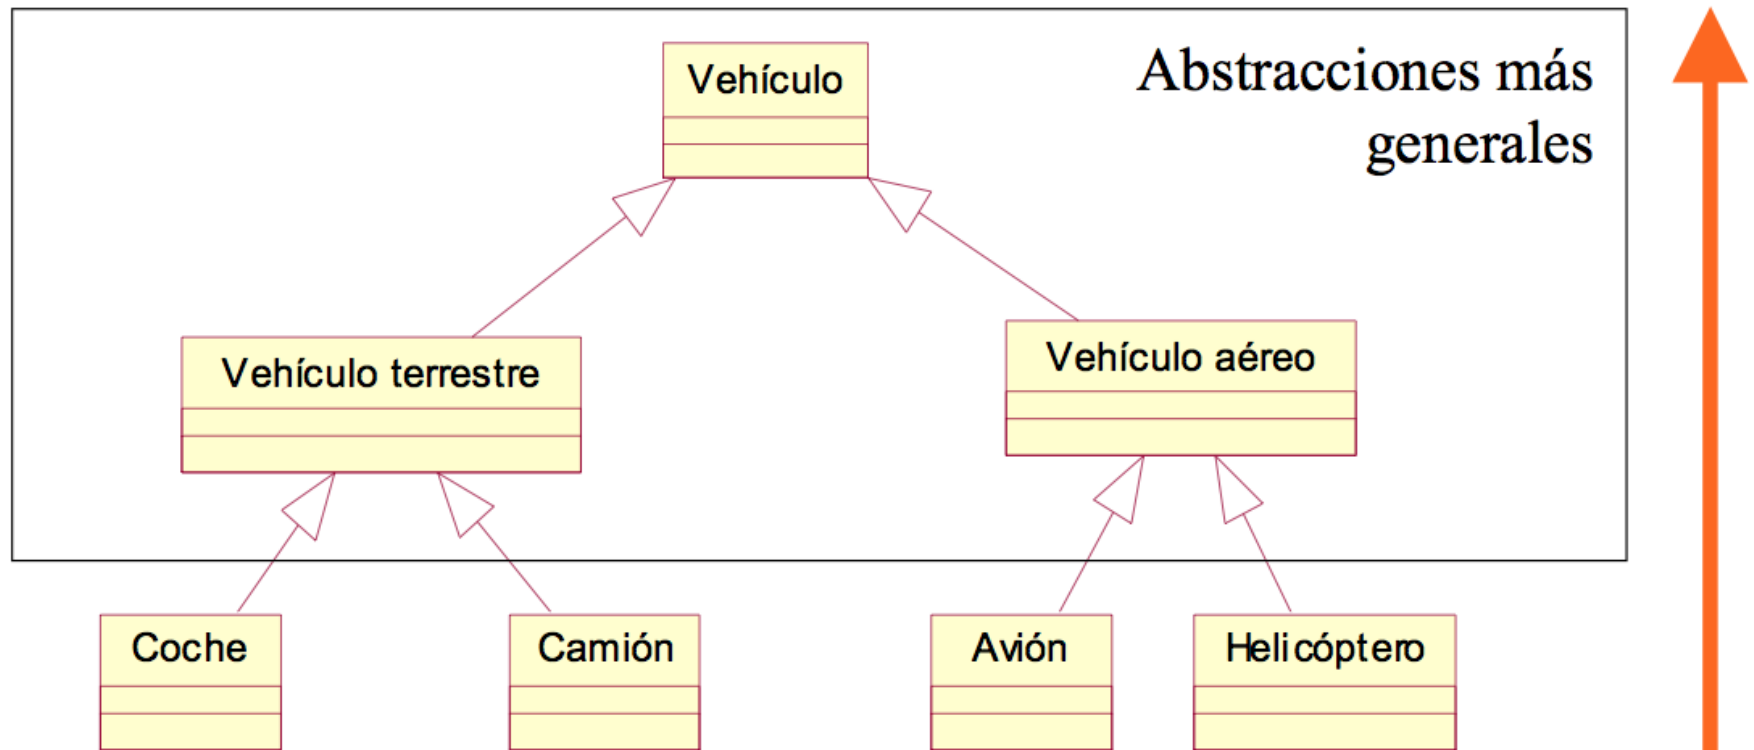 Vehículo
Abstracciones más
generales
Vehículo terrestre
Vehículo aéreo
Coche
Camión
Avión
Helicóptero